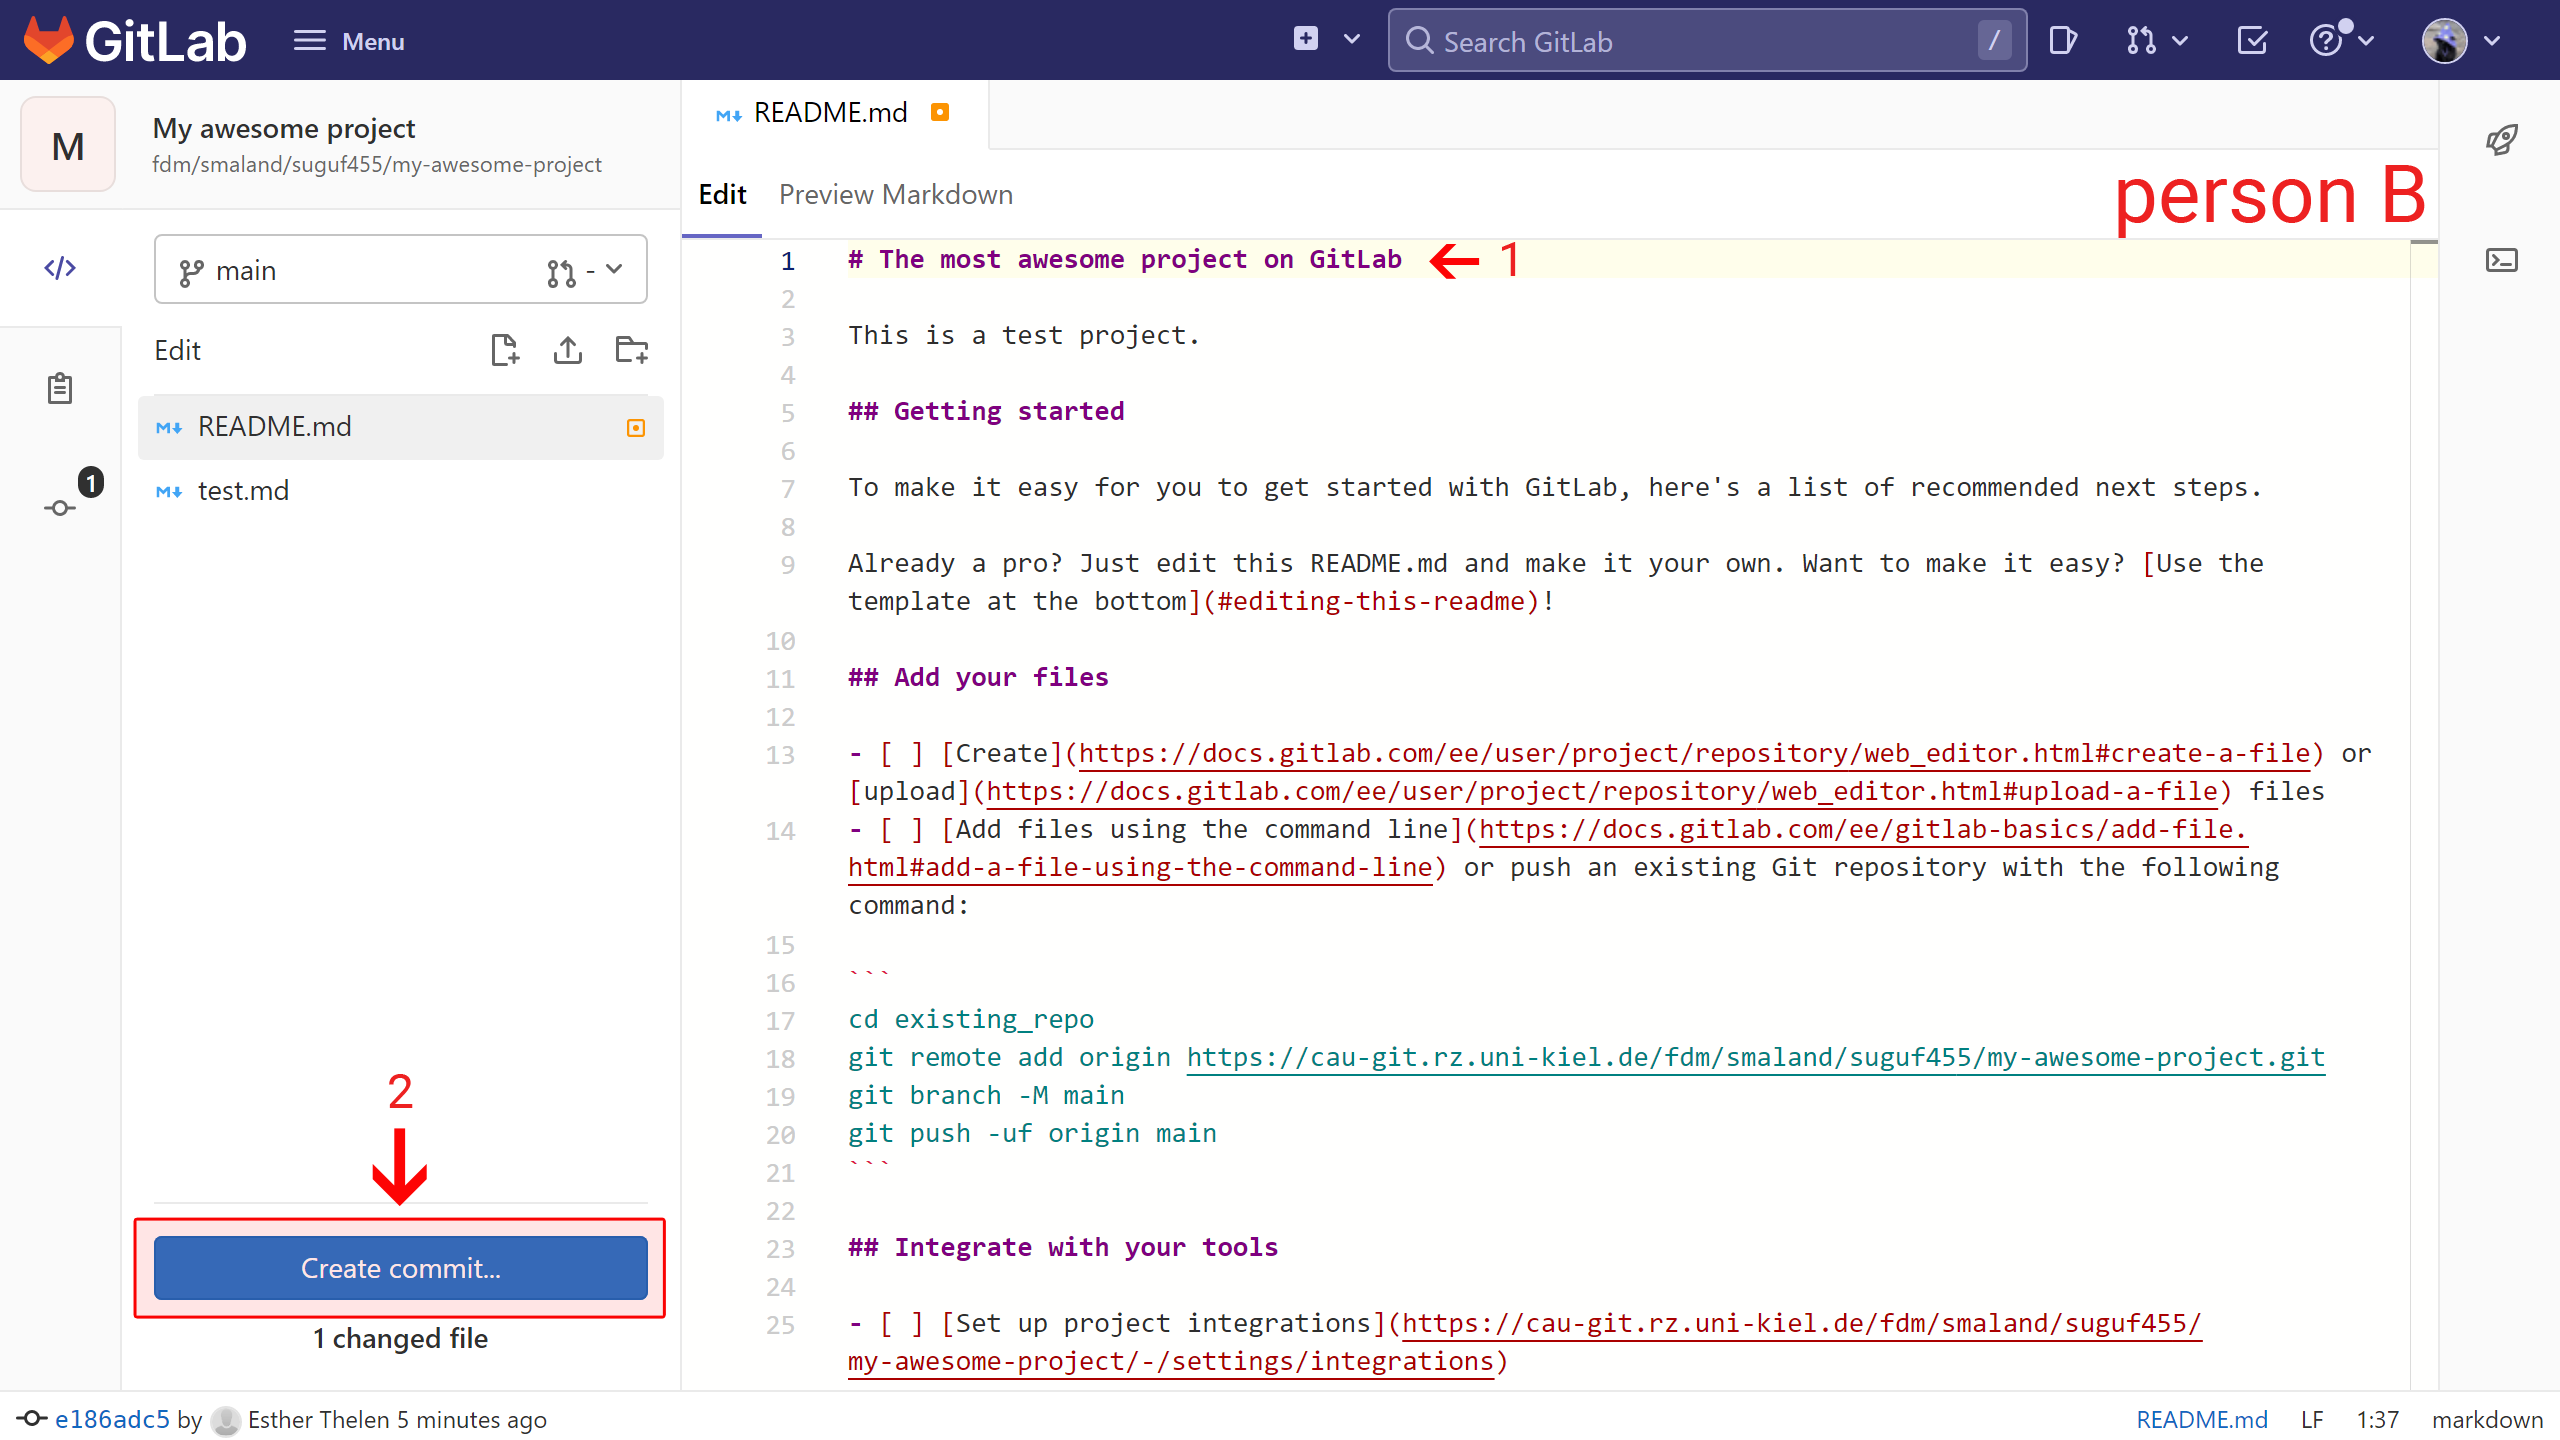 GitLab
Menu
Search GitLab
/
M
My awesome project
fdm/smaland/suguf455/my-awesome-project
README.md
Edit
Preview Markdown
person B
main
-
Edit
README.md
test.md
1
1 # The most awesome project on GitLab
1
2
3 This is a test project.
4
5 ## Getting started
6
7 To make it easy for you to get started with GitLab, here's a list of recommended next steps.
8
9 Already a pro? Just edit this README.md and make it your own. Want to make it easy? [Use the
template at the bottom](#editing-this-readme)!
10
11 ## Add your files
12
13 - [ ] [Create](https://docs.gitlab.com/ee/user/project/repository/web_editor.html#create-a-file) or
[upload](https://docs.gitlab.com/ee/user/project/repository/web_editor.html#upload-a-file) files
14 - [ ] [Add files using the command line](https://docs.gitlab.com/ee/gitlab-basics/add-file.
html#add-a-file-using-the-command-line) or push an existing Git repository with the following
command:
15
16 ```
17 cd existing_repo
18 git remote add origin https://cau-git.rz.uni-kiel.de/fdm/smaland/suguf455/my-awesome-project.git
19 git branch -M main
20 git push -uf origin main
21 ```
22
23 ## Integrate with your tools
24
25 - [ ] [Set up project integrations](https://cau-git.rz.uni-kiel.de/fdm/smaland/suguf455/
my-awesome-project/-/settings/integrations)
2
Create commit...
1 changed file
e186adc5 by Esther Thelen 5 minutes ago
README.md LF 1:37 markdown